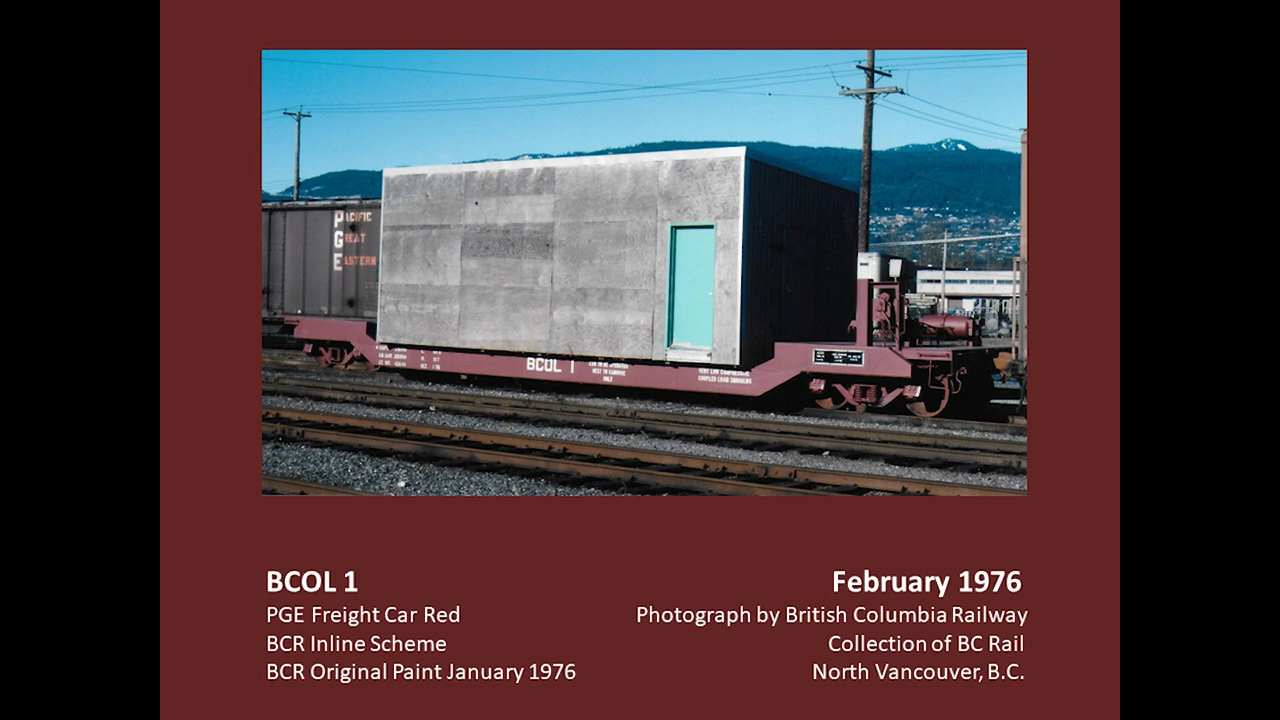 PACIFIC
GREAT
EASTERN
BCOL 1
BCOL 1
PGE Freight Car Red
BCR Inline Scheme
BCR Original Paint January 1976
February 1976
Photograph by British Columbia Railway
Collection of BC Rail
North Vancouver, B.C.